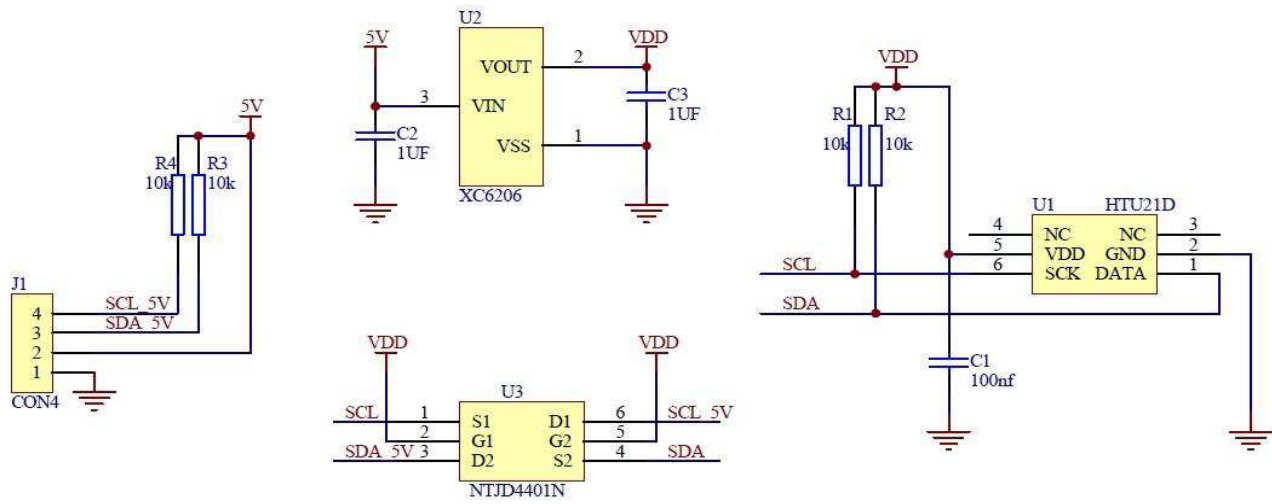 5V
R4
10k
R3
10k
J1
4
3
2
1
SCL_5V
SDA_5V
CON4
U2
5V
VDD
VOUT
2
3
VIN
C2
1UF
C3
1UF
VSS
1
XC6206
VDD
VDD
U3
SCL
1
S1
D1
6
SCL_5V
2
G1
G2
5
SDA_5V
3
D2
S2
4
SDA
NTJD4401N
VDD
R1
10k
R2
10k
U1
HTU21D
4
NC
NC
3
5
VDD
GND
2
SCL
6
SCK
DATA
1
SDA
C1
100nf